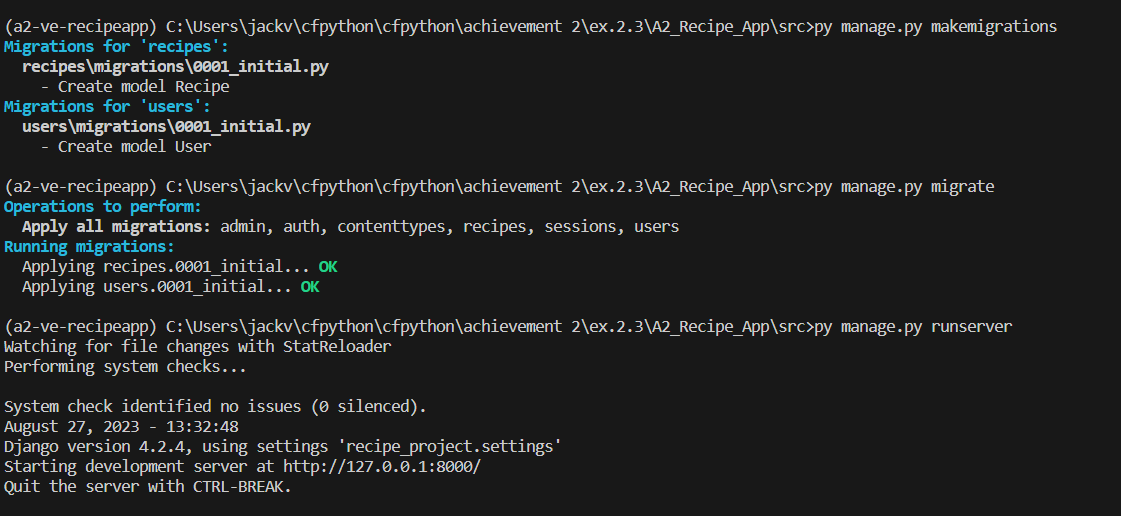 (a2-ve-recipeapp) C:\Users\jackv\cfpython\cfpython\achievement 2\ex.2.3\A2_Recipe_App\src>py manage.py makemigrations
Migrations for 'recipes':
  recipes\migrations\0001_initial.py
    - Create model Recipe
Migrations for 'users':
  users\migrations\0001_initial.py
    - Create model User
(a2-ve-recipeapp) C:\Users\jackv\cfpython\cfpython\achievement 2\ex.2.3\A2_Recipe_App\src>py manage.py migrate
Operations to perform:
  Apply all migrations: admin, auth, contenttypes, recipes, sessions, users
Running migrations:
  Applying recipes.0001_initial... OK
  Applying users.0001_initial... OK
(a2-ve-recipeapp) C:\Users\jackv\cfpython\cfpython\achievement 2\ex.2.3\A2_Recipe_App\src>py manage.py runserver
Watching for file changes with StatReloader
Performing system checks...
System check identified no issues (0 silenced).
August 27, 2023 - 13:32:48
Django version 4.2.4, using settings 'recipe_project.settings'
Starting development server at http://127.0.0.1:8000/
Quit the server with CTRL-BREAK.